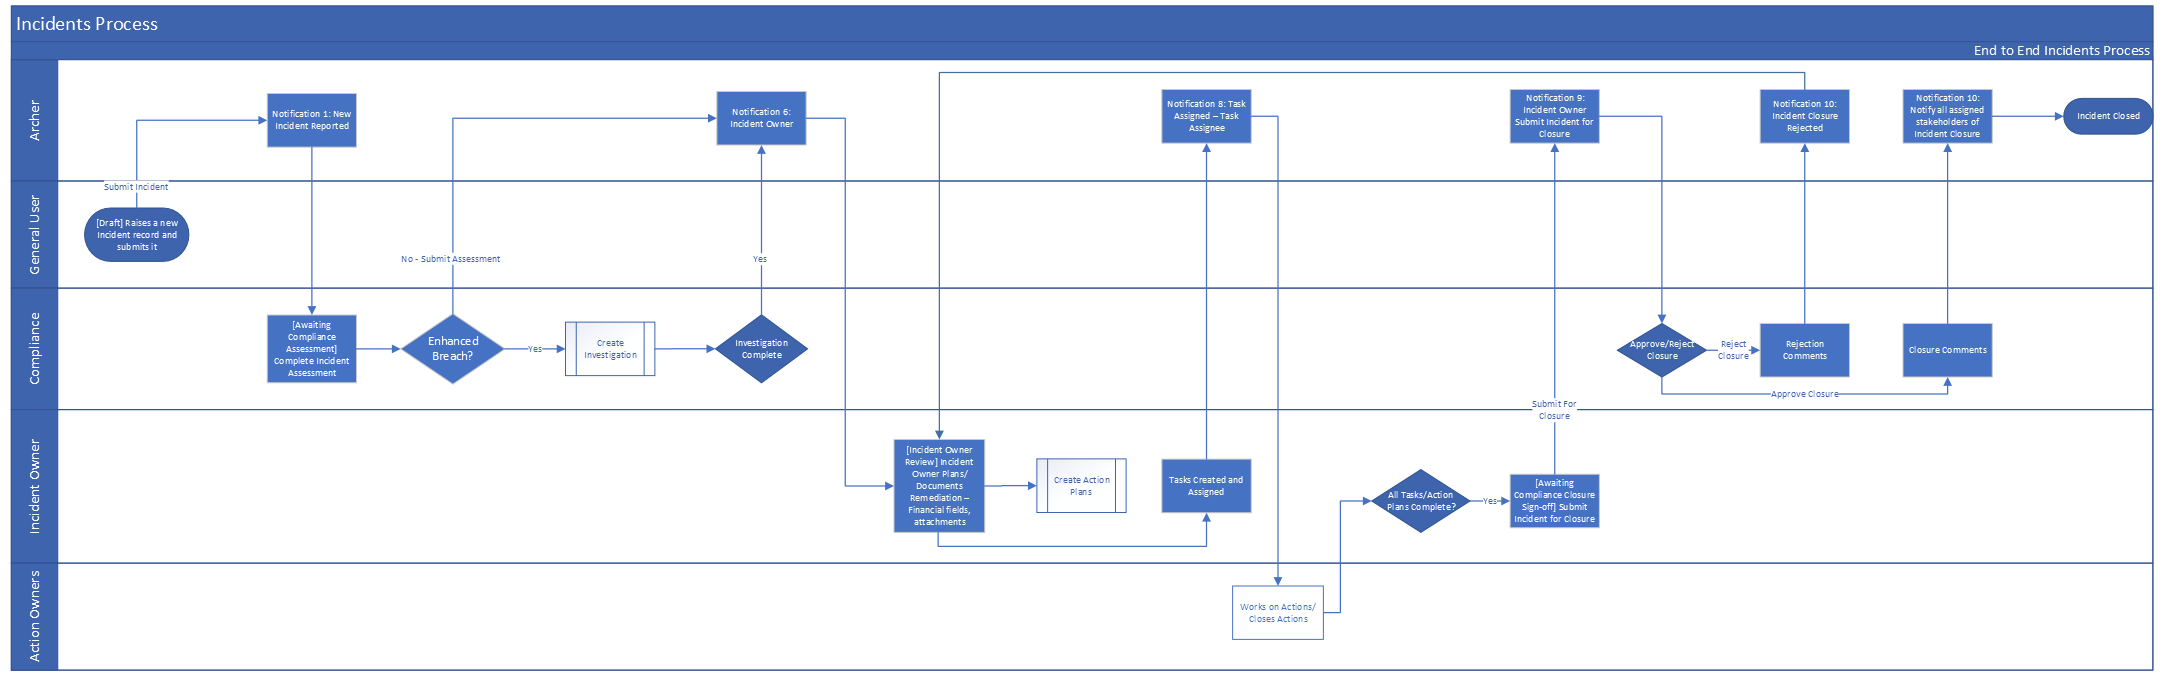 Incidents Process
End to End Incidents Process
Archer
Notification 1: New
Incident Reported
Notification 6:
Incident Owner
Notification 8: Task
Assigned – Task
Assignee
Notification 9:
Incident Owner
Submit Incident for
Closure
Notification 10:
Incident Closure
Rejected
Notification 10:
Notify all assigned
stakeholders of
Incident Closure
Incident Closed
Submit Incident
General User
[Draft] Raises a new
Incident record and
submits it
No - Submit Assessment
Yes
Compliance
[Awaiting
Compliance
Assessment]
Complete Incident
Assessment
Enhanced
Breach?
Yes
Create
Investigation
Investigation
Complete
Approve/Reject
Closure
Reject
Closure
Rejection
Comments
Closure Comments
Approve Closure
Submit For
Closure
Incident Owner
[Incident Owner
Review] Incident
Owner Plans/
Documents
Remediation –
Financial fields,
attachments
Create Action
Plans
Tasks Created and
Assigned
All Tasks/Action
Plans Complete?
Yes
[Awaiting
Compliance Closure
Sign-off] Submit
Incident for Closure
Action Owners
Works on Actions/
Closes Actions